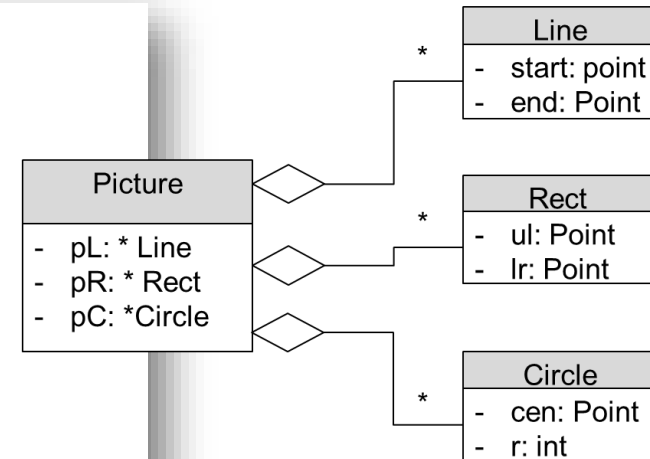 Line
*
- start: point
- end: Point
Picture
- pL: * Line
- pR: * Rect
- pC: *Circle
Rect
*
- ul: Point
- lr: Point
Circle
*
- cen: Point
- r: int